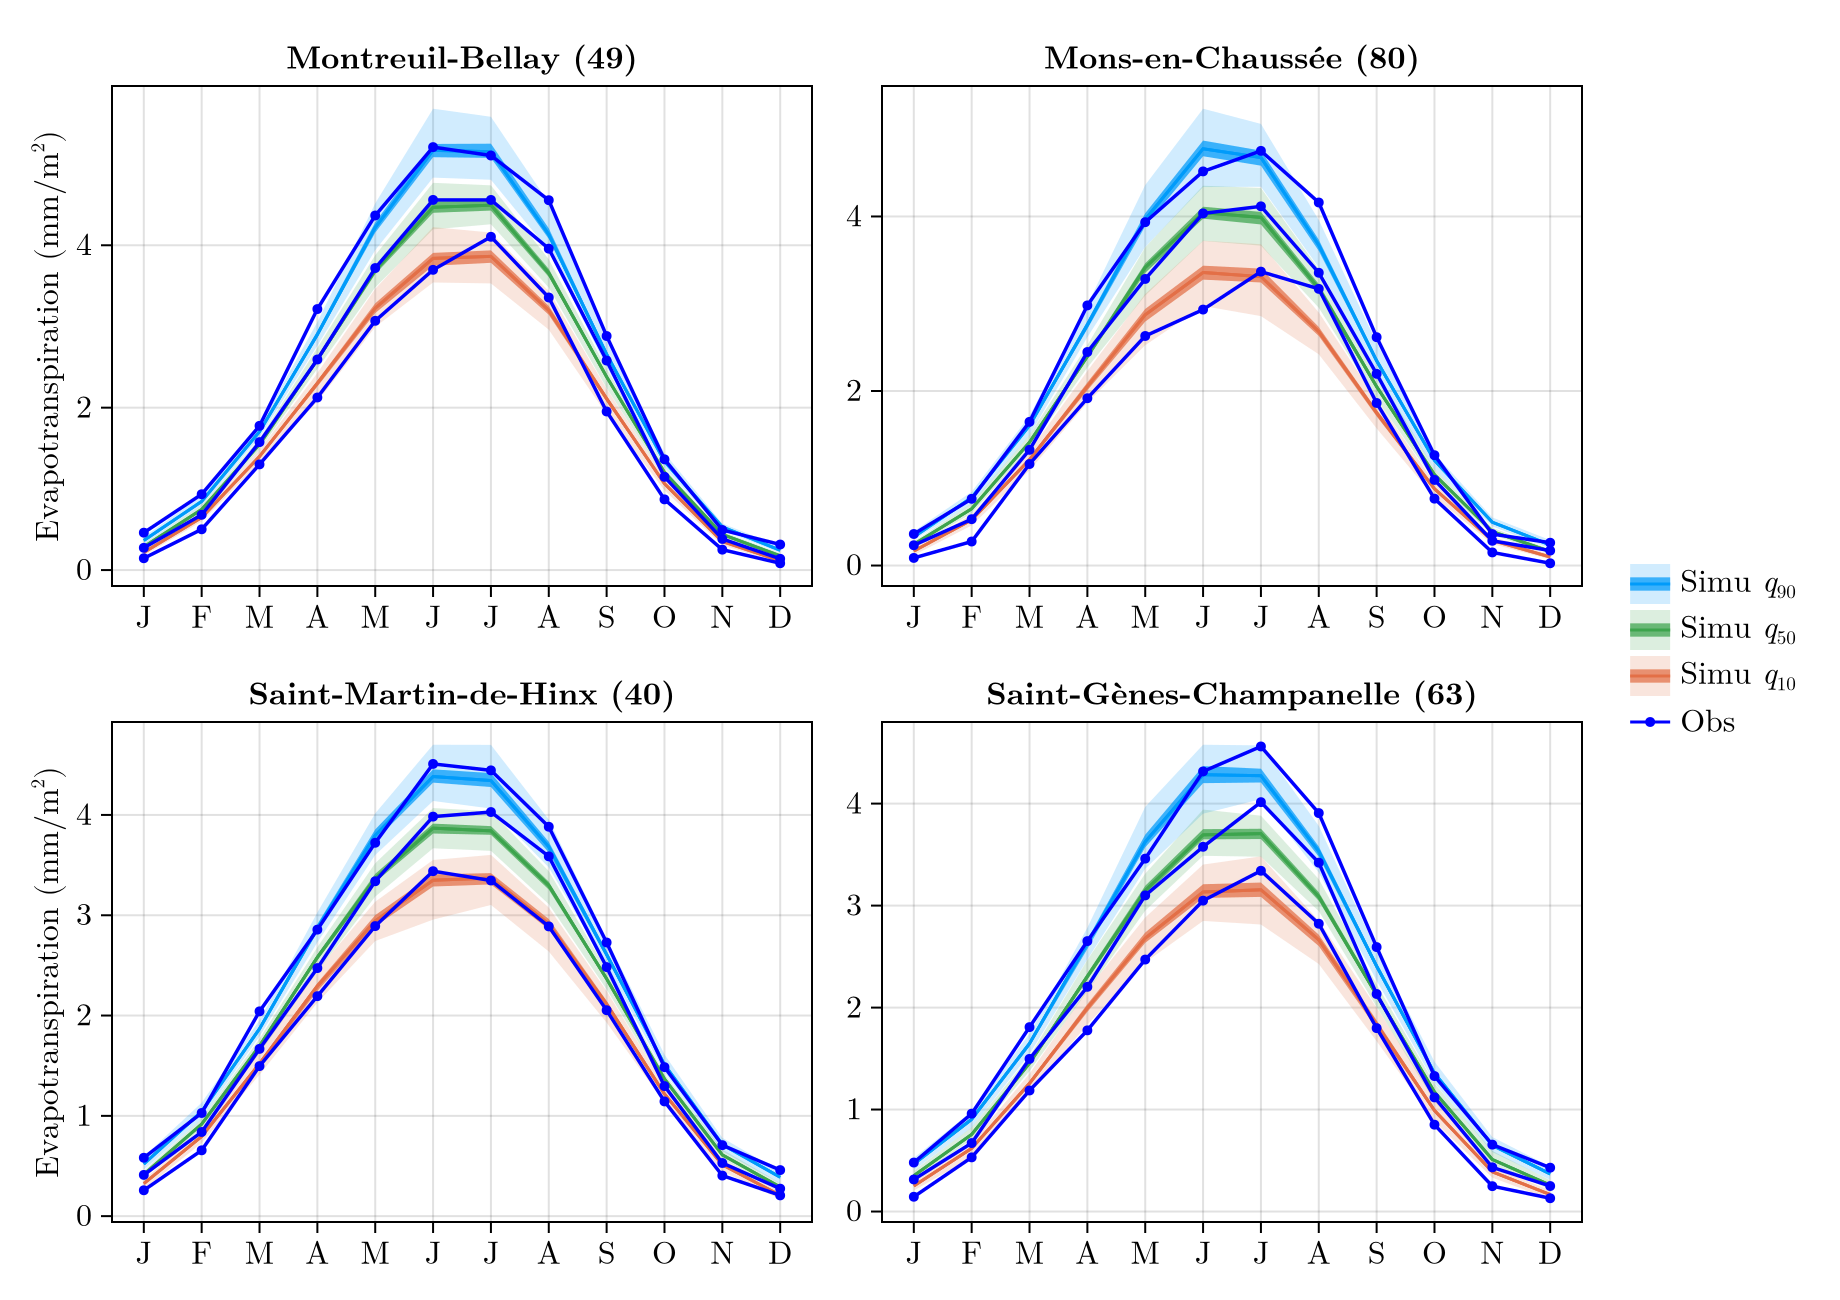 Montreuil-Bellay (49)
Evapotranspiration (mm/m²)
4
2
0
J F M A M J J A S O N D
Mons-en-Chaussée (80)
4
2
0
J F M A M J J A S O N D
Simu q₉₀
Simu q₅₀
Simu q₁₀
Obs
Saint-Martin-de-Hinx (40)
Evapotranspiration (mm/m²)
4
3
2
1
0
J F M A M J J A S O N D
Saint-Gènes-Champanelle (63)
4
3
2
1
0
J F M A M J J A S O N D